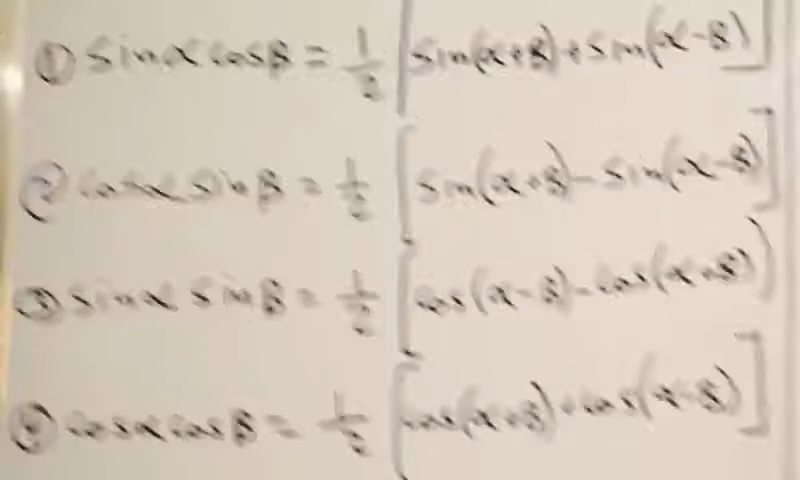 ① sinα cosβ = 1/2 [sin(α+β)+sin(α-β)]
② cosα sinβ = 1/2 [sin(α+β)-sin(α-β)]
③ sinα sinβ = 1/2 [cos(α-β)-cos(α+β)]
④ cosα cosβ = 1/2 [cos(α+β)+cos(α-β)]